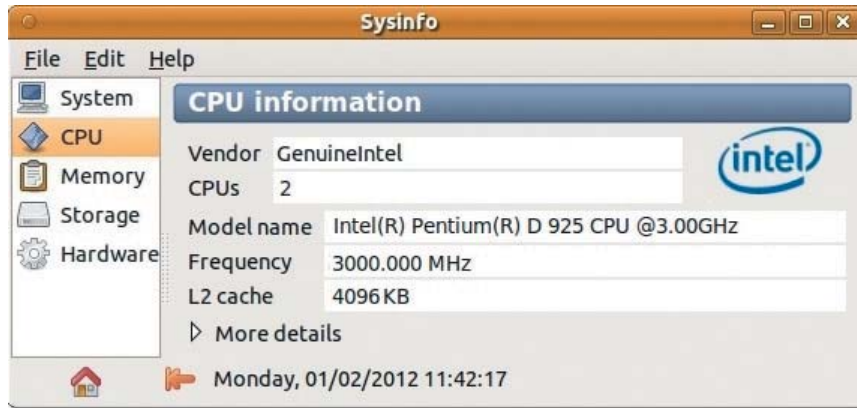 Sysinfo
File Edit Help
System
CPU
Memory
Storage
Hardware
CPU information
Vendor GenuineIntel
CPUs 2
intel
Model name Intel(R) Pentium(R) D 925 CPU @3.00GHz
Frequency 3000.000 MHz
L2 cache 4096KB
More details
Monday, 01/02/2012 11:42:17